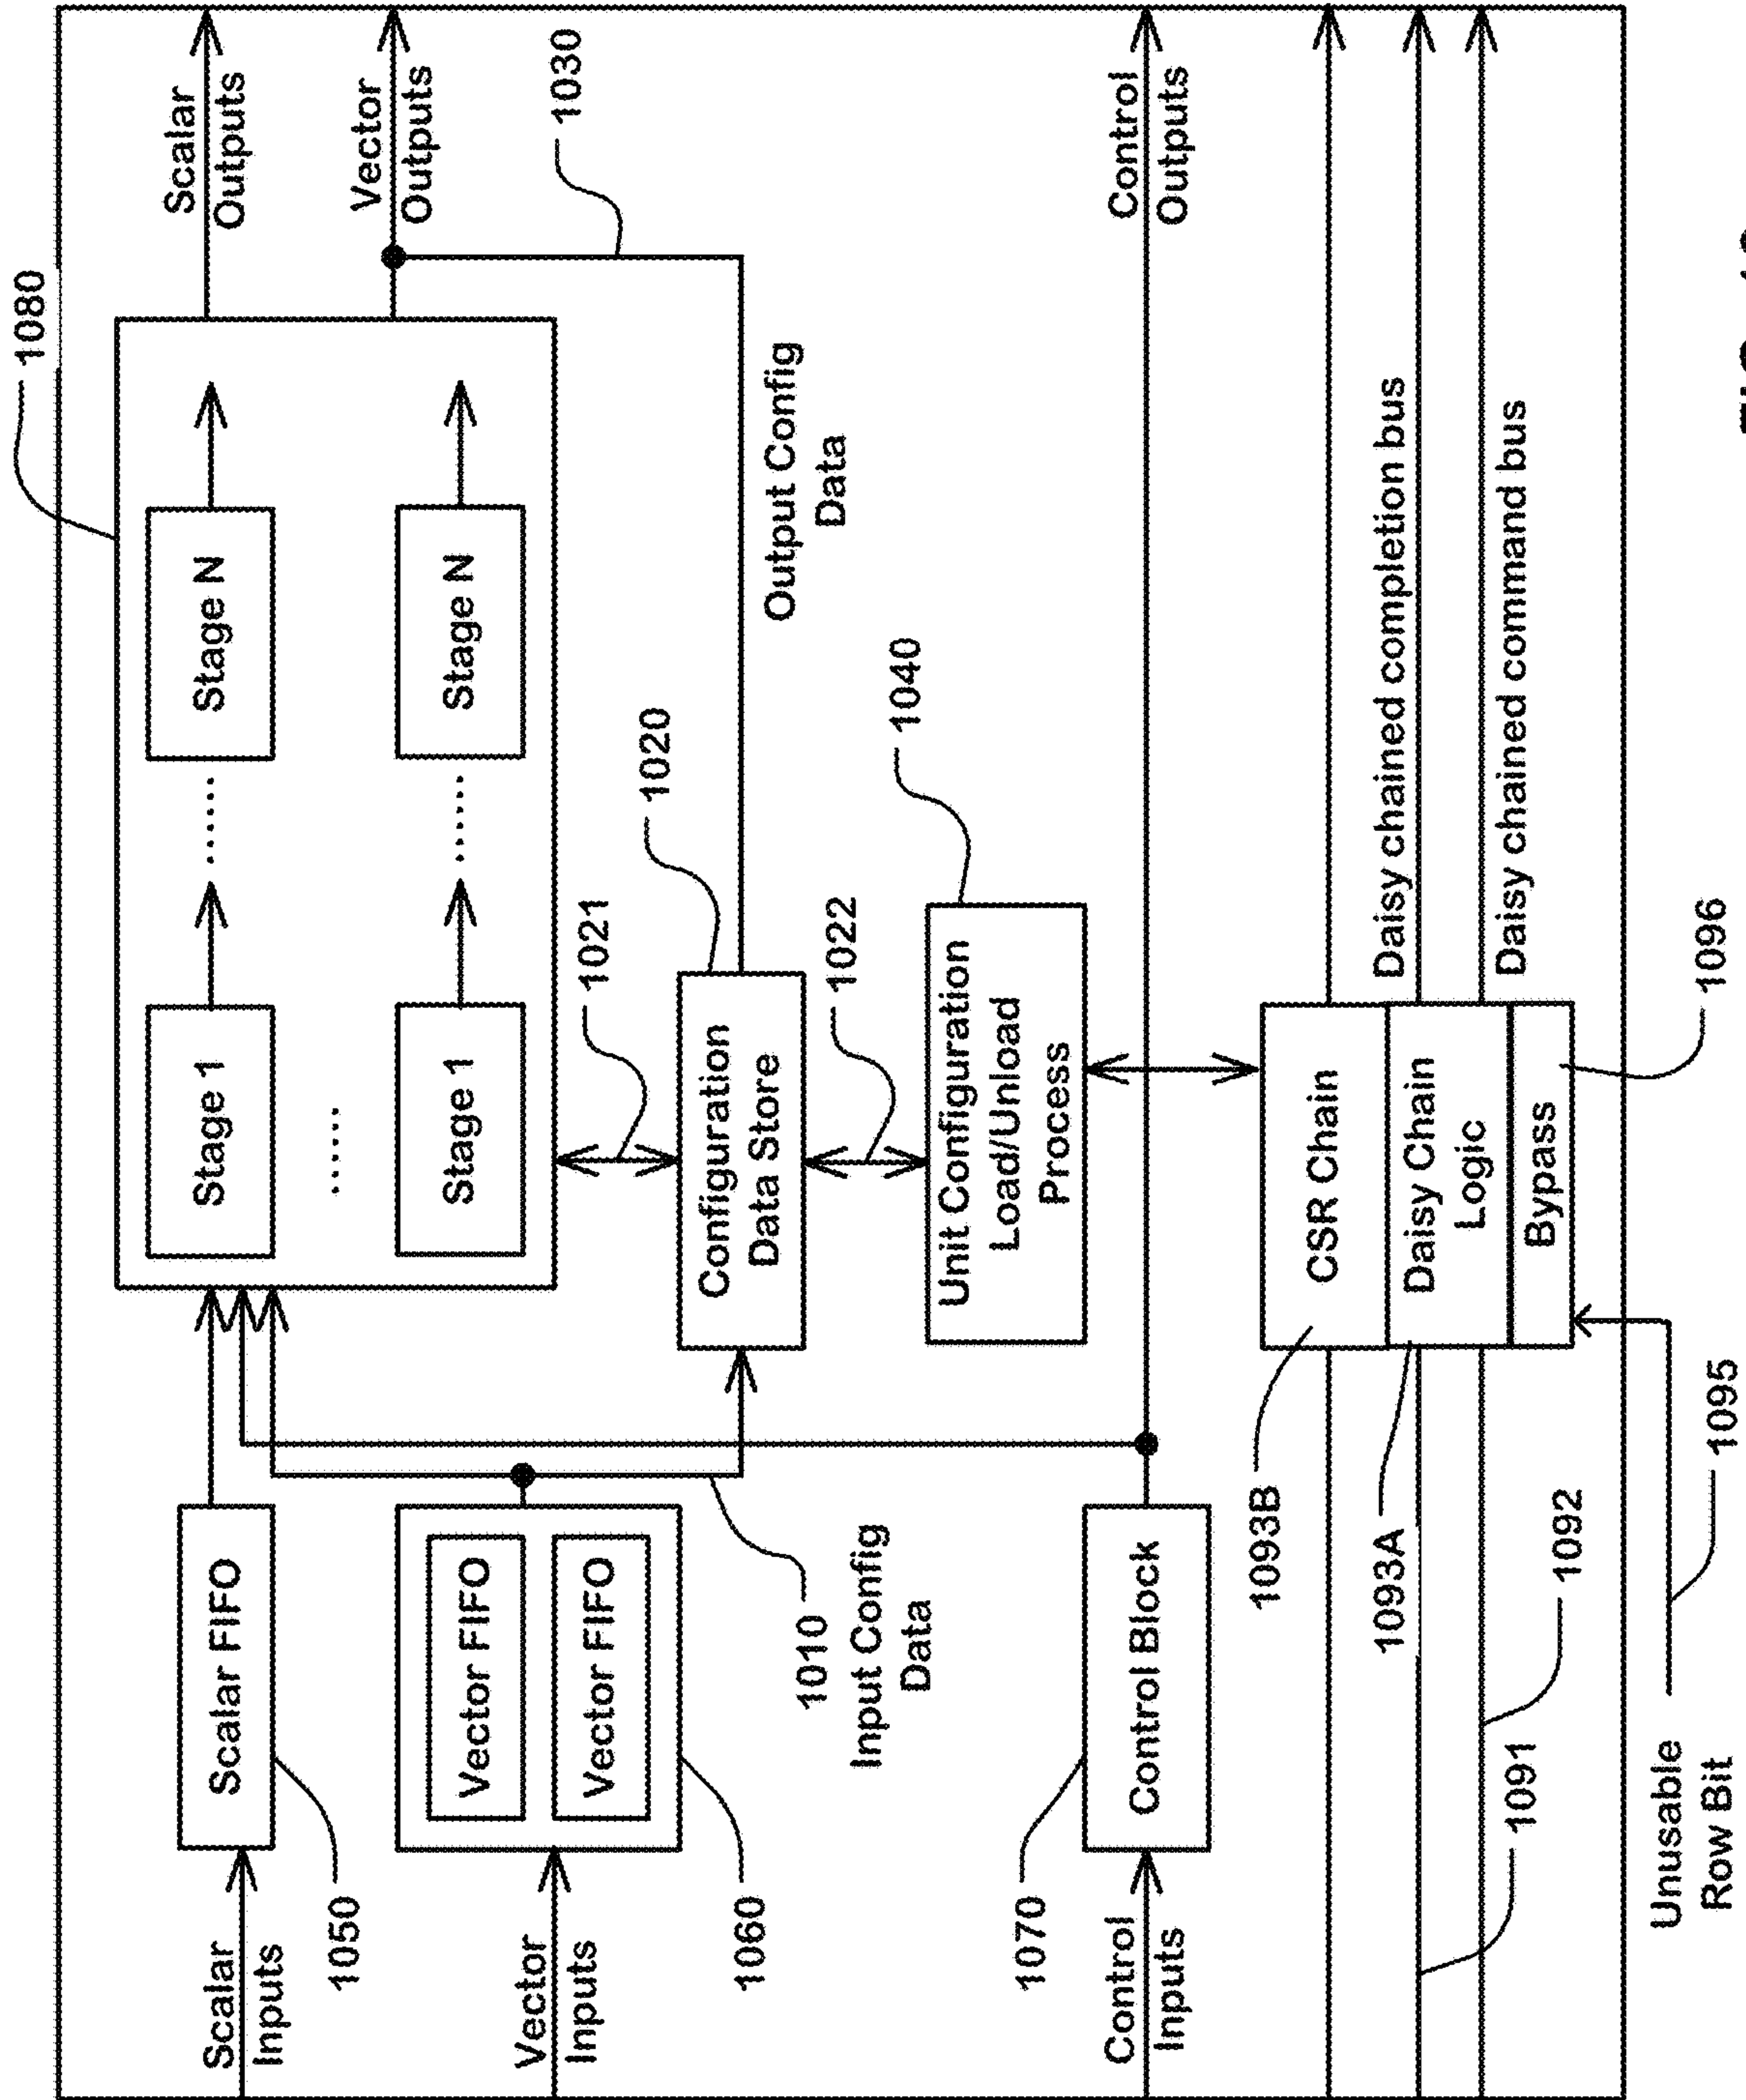 1080
Scalar
Outputs
Vector
Outputs
1030
Scalar
Inputs
Scalar FIFO
1050
Stage 1
......
Stage N
......
Stage 1
......
Stage N
Vector
Inputs
Vector FIFO
Vector FIFO
1060
1010
Input Config
Data
1021
1020
Configuration
Data Store
Output Config
Data
1022
1040
Unit Configuration
Load/Unload
Process
1070
Control
Inputs
Control Block
Control
Outputs
1093B
CSR Chain
1093A
Daisy Chain
Logic
Bypass
Daisy chained completion bus
Daisy chained command bus
1091
1092
1096
Unusable
Row Bit
1095